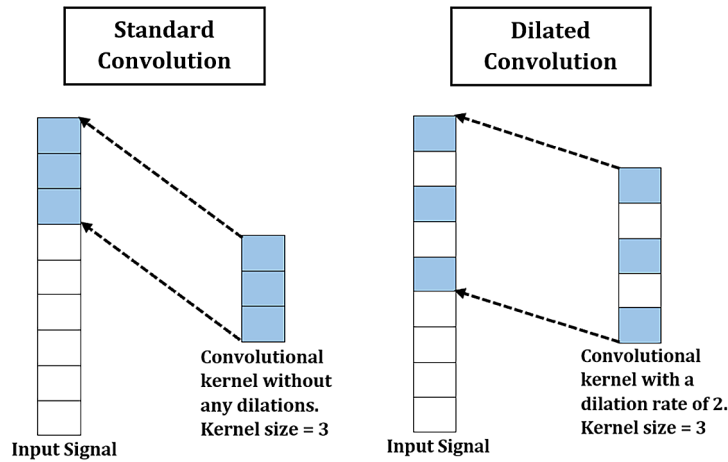 Standard
Convolution
Dilated
Convolution
Convolutional
kernel without
any dilations.
Kernel size = 3
Input Signal
Convolutional
kernel with a
dilation rate of 2.
Kernel size = 3
Input Signal